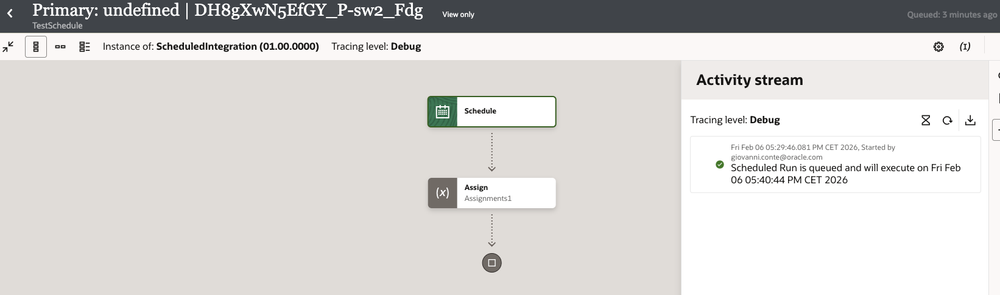 Primary: undefined | DH8gXwN5EfGY_P-sw2_Fdg
View only
Queued: 3 minutes ago
TestSchedule
Instance of: ScheduledIntegration (01.00.0000)
Tracing level: Debug
(I)
Activity stream
Schedule
Tracing level: Debug
Fri Feb 06 05:29:46.081 PM CET 2026, Started by
giovanni.conte@oracle.com
Scheduled Run is queued and will execute on Fri Feb
06 05:40:44 PM CET 2026
(x)
Assign
Assignments1